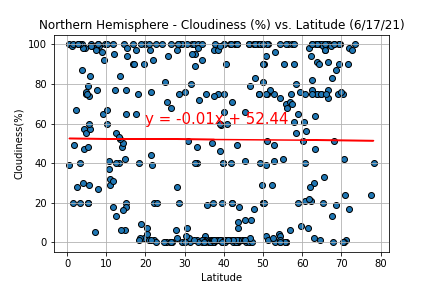 Northern Hemisphere - Cloudiness (%) vs. Latitude (6/17/21)
100
80
60
40
20
0
Cloudiness(%)
y = -0.01x + 52.44
0 10 20 30 40 50 60 70 80
Latitude